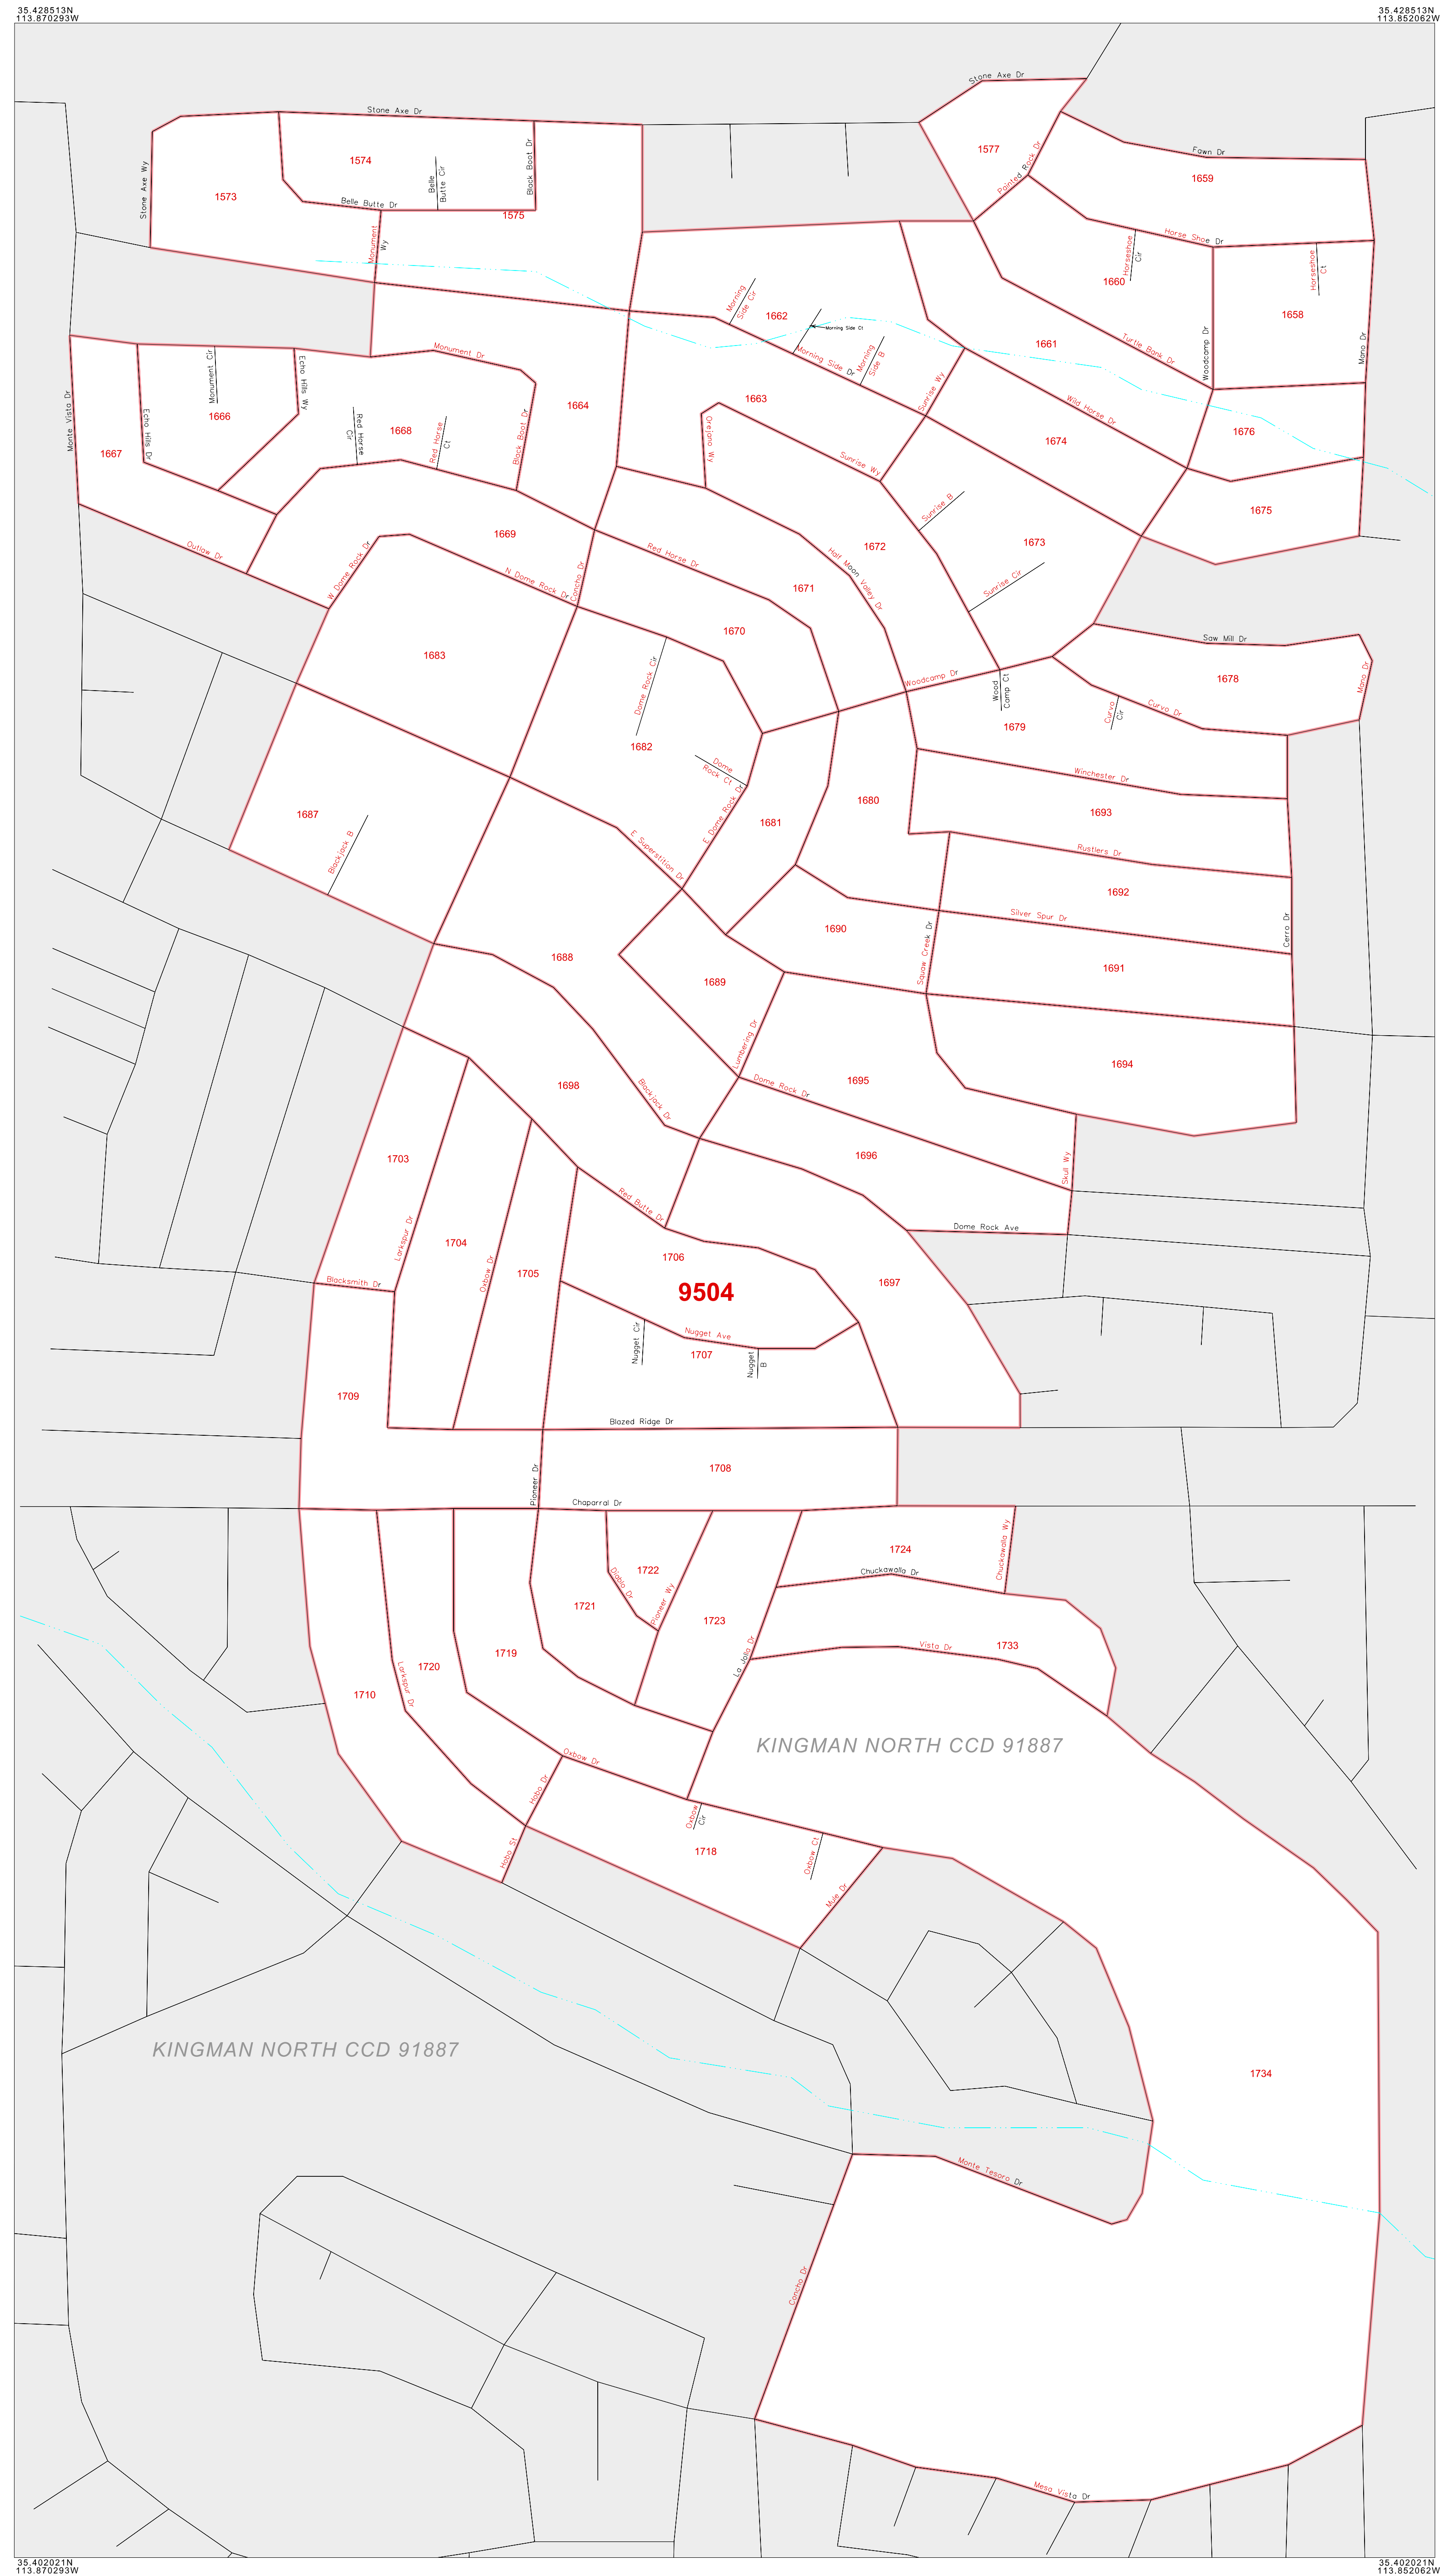 35.428513N
113.870293W
35.428513N
113.852062W
Stone Axe Dr
Stone Axe Dr
1577
Painted Rock Dr
Fawn Dr
1659
1574
Belle
Butte Cir
Black Boot Dr
Stone Axe Wy
1573
Belle Butte Dr
1575
Monument
Wy
Horse Shoe Dr
Horseshoe
Cir
1660
Horseshoe
Ct
1658
Morning
Side Cir
1662
Morning Side Ct
Morning Side Dr
Morning
Side B
1661
Turtle Bank Dr
Woodcamp Dr
Mano Dr
Monument Dr
Monte Vista Dr
Monument Cir
Echo Hills Wy
1664
1663
Sunrise Wy
Wild Horse Dr
1666
Echo Hills Dr
Red Horse
Cir
1668
Red Horse
Ct
Black Boot Dr
Orejano Wy
1674
1676
1667
Sunrise Wy
Sunrise B
1675
1669
1672
1673
Outlaw Dr
W Dome Rock Dr
N Dome Rock Dr
Concho Dr
Red Horse Dr
Half Moon Valley Dr
Sunrise Cir
1671
1670
Saw Mill Dr
1683
Dome Rock Cir
Woodcamp Dr
Wood
Camp Ct
1678
Mano Dr
Curvo
Cir
Curvo Dr
1679
1682
Dome
Rock Ct
Winchester Dr
1680
1687
Blackjack B
E Superstition Dr
E Dome Rock Dr
1681
1693
Rustlers Dr
1692
Silver Spur Dr
Cerro Dr
1690
Squaw Creek Dr
1688
1689
1691
Lumbering Dr
1694
1698
Blackjack Dr
Dome Rock Dr
1695
1703
1696
Skull Wy
Red Butte Dr
Dome Rock Ave
Larkspur Dr
1704
Oxbow Dr
1705
1706
1697
Blacksmith Dr
9504
Nugget Ave
Nugget Cir
1707
Nugget
B
1709
Blazed Ridge Dr
1708
Pioneer Dr
Chaparral Dr
1724
Chuckawalla Wy
Chuckawalla Dr
1722
Diablo Dr
Pioneer Wy
1721
1723
Vista Dr
1733
1719
1720
La Jolla Dr
Larkspur Dr
1710
KINGMAN NORTH CCD 91887
Oxbow Dr
Hobo Dr
Oxbow
Cir
Hobo St
1718
Oxbow Ct
Mule Dr
KINGMAN NORTH CCD 91887
1734
Monte Tesoro Dr
Concho Dr
Mesa Vista Dr
35.402021N
113.870293W
35.402021N
113.852062W